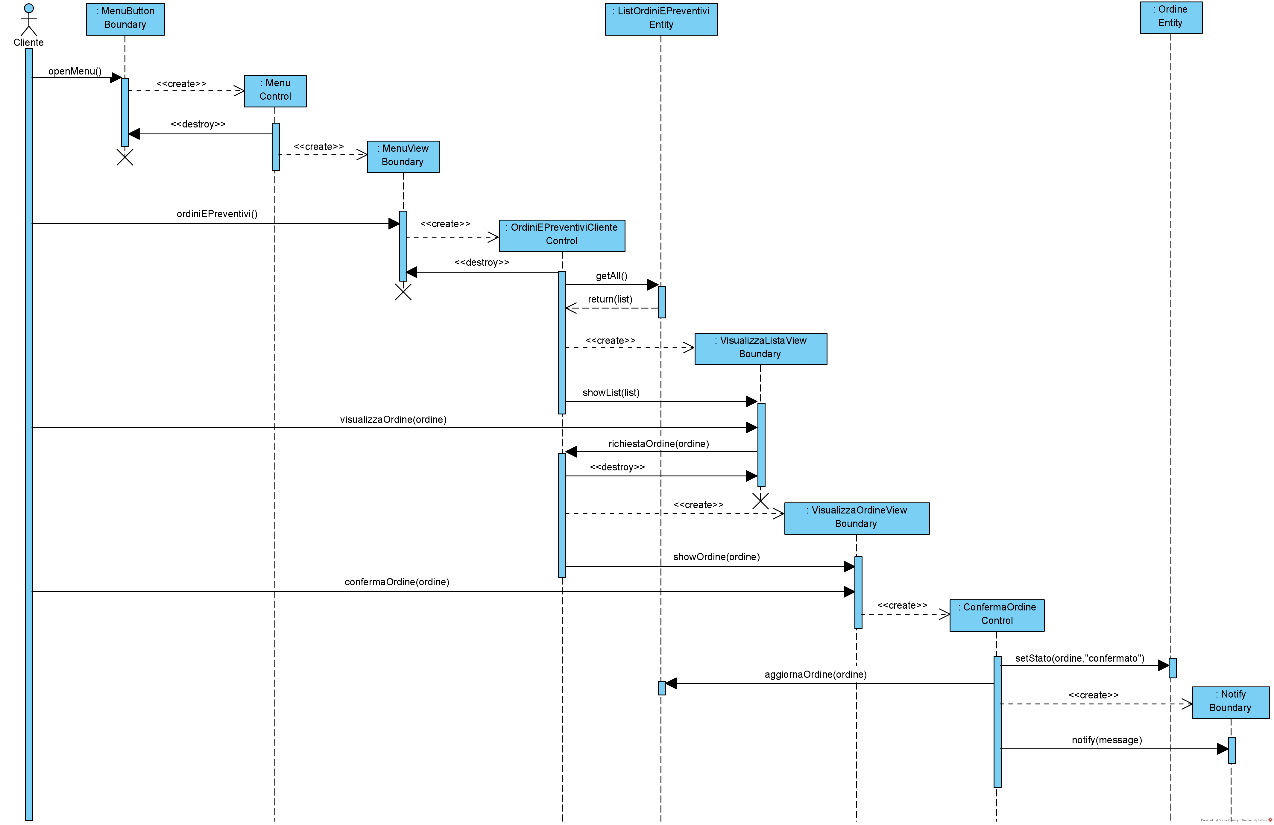 : MenuButton
Boundary
: ListOrdiniEPreventivi
Entity
: Ordine
Entity
Cliente
openMenu()
<<create>>
: Menu
Control
<<destroy>>
<<create>>
: MenuView
Boundary
ordiniEPreventivi()
<<create>>
: OrdiniEPreventiviCliente
Control
<<destroy>>
getAll()
return(list)
<<create>>
: VisualizzaListaView
Boundary
showList(list)
visualizzaOrdine(ordine)
richiestaOrdine(ordine)
<<destroy>>
<<create>>
: VisualizzaOrdineView
Boundary
showOrdine(ordine)
confermaOrdine(ordine)
<<create>>
: ConfermaOrdine
Control
setStato(ordine,"confermato")
aggiornaOrdine(ordine)
<<create>>
: Notify
Boundary
notify(message)